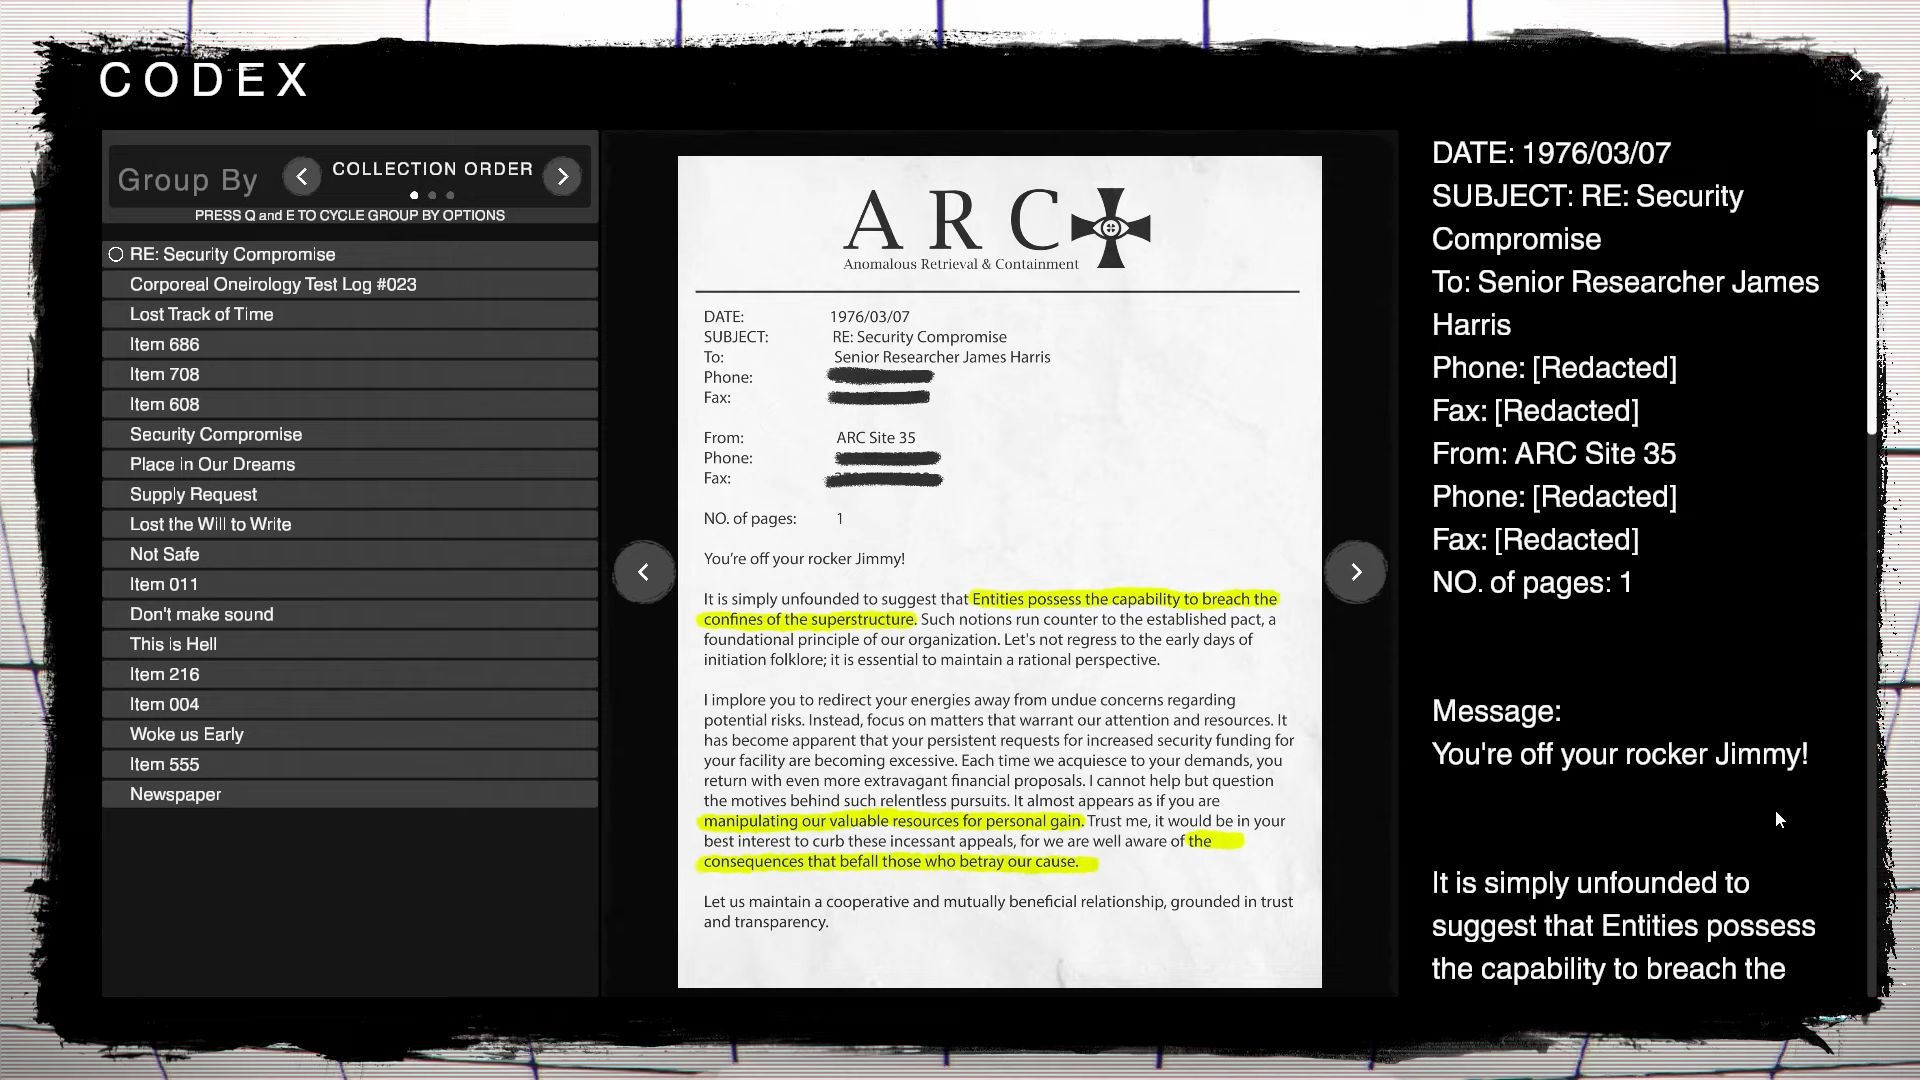 CODEX
Group By
COLLECTION ORDER
PRESS Q and E TO CYCLE GROUP BY OPTIONS
RE: Security Compromise
Corporeal Oneirology Test Log #023
Lost Track of Time
Item 686
Item 708
Item 608
Security Compromise
Place in Our Dreams
Supply Request
Lost the Will to Write
Not Safe
Item 011
Don't make sound
This is Hell
Item 216
Item 004
Woke us Early
Item 555
Newspaper
ARC
Anomalous Retrieval & Containment
DATE: 1976/03/07
SUBJECT: RE: Security Compromise
To: Senior Researcher James Harris
Phone:
Fax:
From: ARC Site 35
Phone:
Fax:
NO. of pages: 1
You're off your rocker Jimmy!
It is simply unfounded to suggest that Entities possess the capability to breach the
confines of the superstructure. Such notions run counter to the established pact, a
foundational principle of our organization. Let's not regress to the early days of
initiation folklore; it is essential to maintain a rational perspective.
I implore you to redirect your energies away from undue concerns regarding
potential risks. Instead, focus on matters that warrant our attention and resources. It
has become apparent that your persistent requests for increased security funding for
your facility are becoming excessive. Each time we acquiesce to your demands, you
return with even more extravagant financial proposals. I cannot help but question
the motives behind such relentless pursuits. It almost appears as if you are
manipulating our valuable resources for personal gain. Trust me, it would be in your
best interest to curb these incessant appeals, for we are well aware of the
consequences that befall those who betray our cause.
Let us maintain a cooperative and mutually beneficial relationship, grounded in trust
and transparency.
DATE: 1976/03/07
SUBJECT: RE: Security
Compromise
To: Senior Researcher James
Harris
Phone: [Redacted]
Fax: [Redacted]
From: ARC Site 35
Phone: [Redacted]
Fax: [Redacted]
NO. of pages: 1
Message:
You're off your rocker Jimmy!
It is simply unfounded to
suggest that Entities possess
the capability to breach the